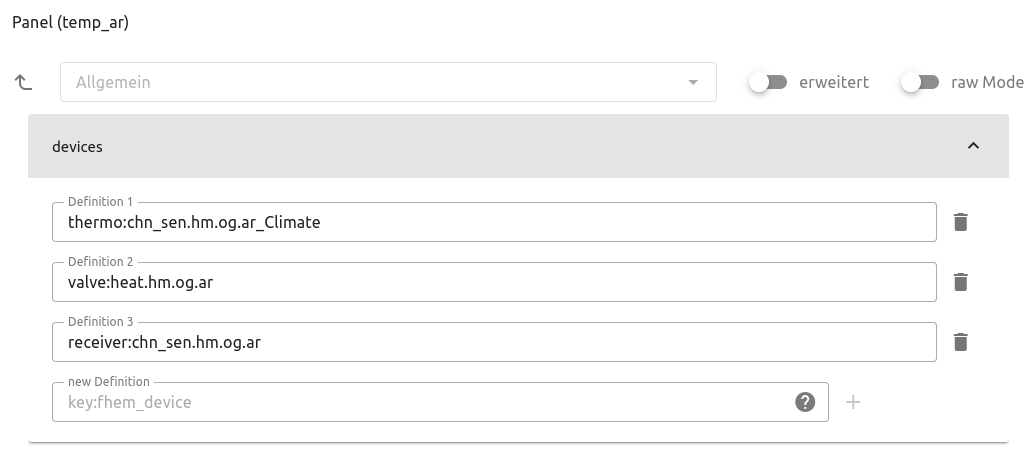 Panel (temp_ar)
Allgemein
erweitert
raw Mode
devices
Definition 1
thermo:chn_sen.hm.og.ar_Climate
Definition 2
valve:heat.hm.og.ar
Definition 3
receiver:chn_sen.hm.og.ar
new Definition
key:fhem_device